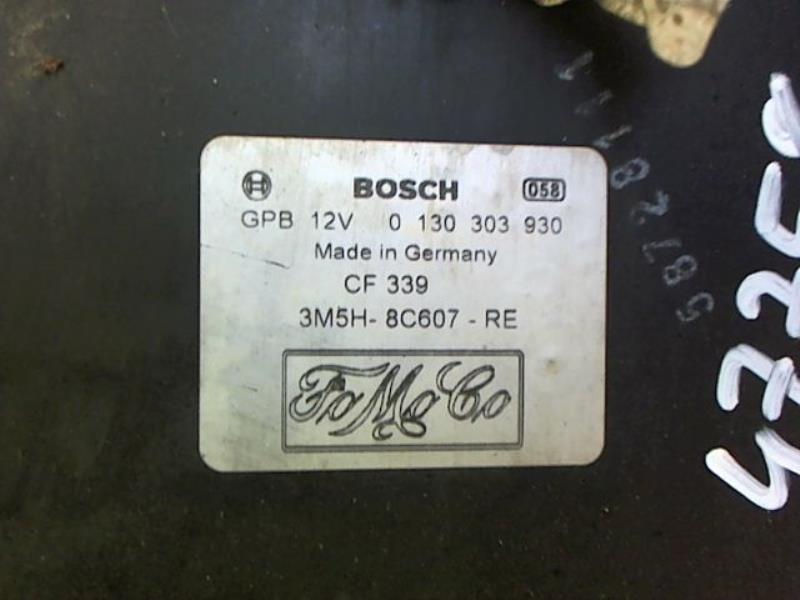 BOSCH 058
GPB 12V 0 130 303 930
Made in Germany
CF 339
3M5H- 8C607 - RE
FoMoCo